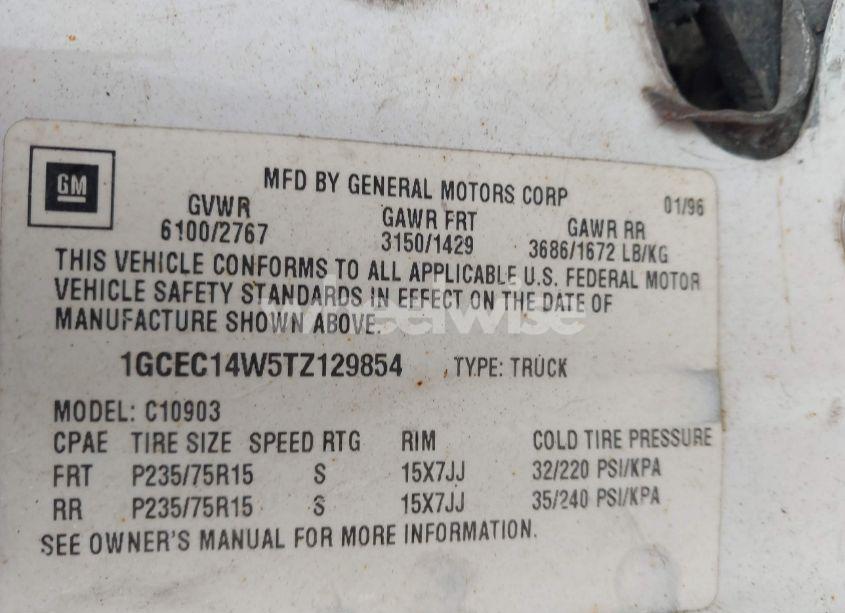 GM
MFD BY GENERAL MOTORS CORP 01/96
GVWR GAWR FRT GAWR RR
6100/2767 3150/1429 3686/1672 LB/KG
THIS VEHICLE CONFORMS TO ALL APPLICABLE U.S. FEDERAL MOTOR
VEHICLE SAFETY STANDARDS IN EFFECT ON THE DATE OF
MANUFACTURE SHOWN ABOVE.
wheelwise
1GCEC14W5TZ129854 TYPE: TRUCK
MODEL: C10903
CPAE TIRE SIZE SPEED RTG RIM COLD TIRE PRESSURE
FRT P235/75R15 S 15X7JJ 32/220 PSI/KPA
RR P235/75R15 S 15X7JJ 35/240 PSI/KPA
SEE OWNER'S MANUAL FOR MORE INFORMATION.